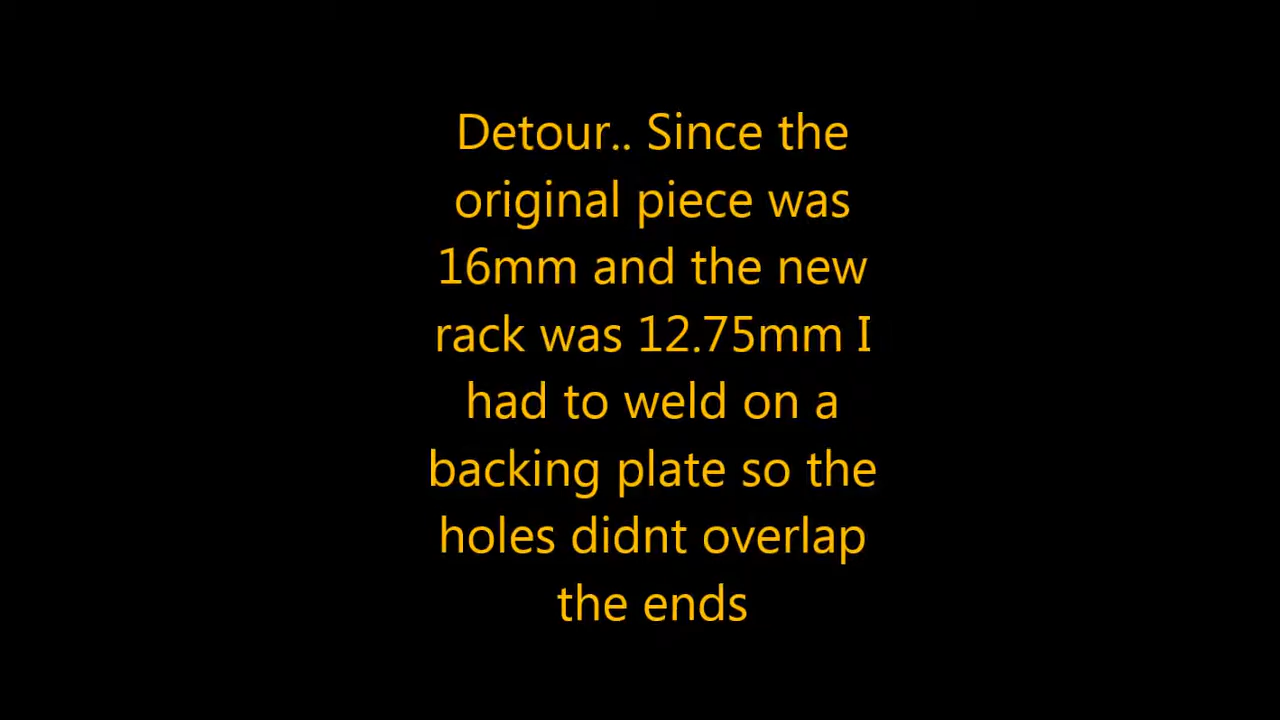 Detour.. Since the
original piece was
16mm and the new
rack was 12.75mm I
had to weld on a
backing plate so the
holes didnt overlap
the ends